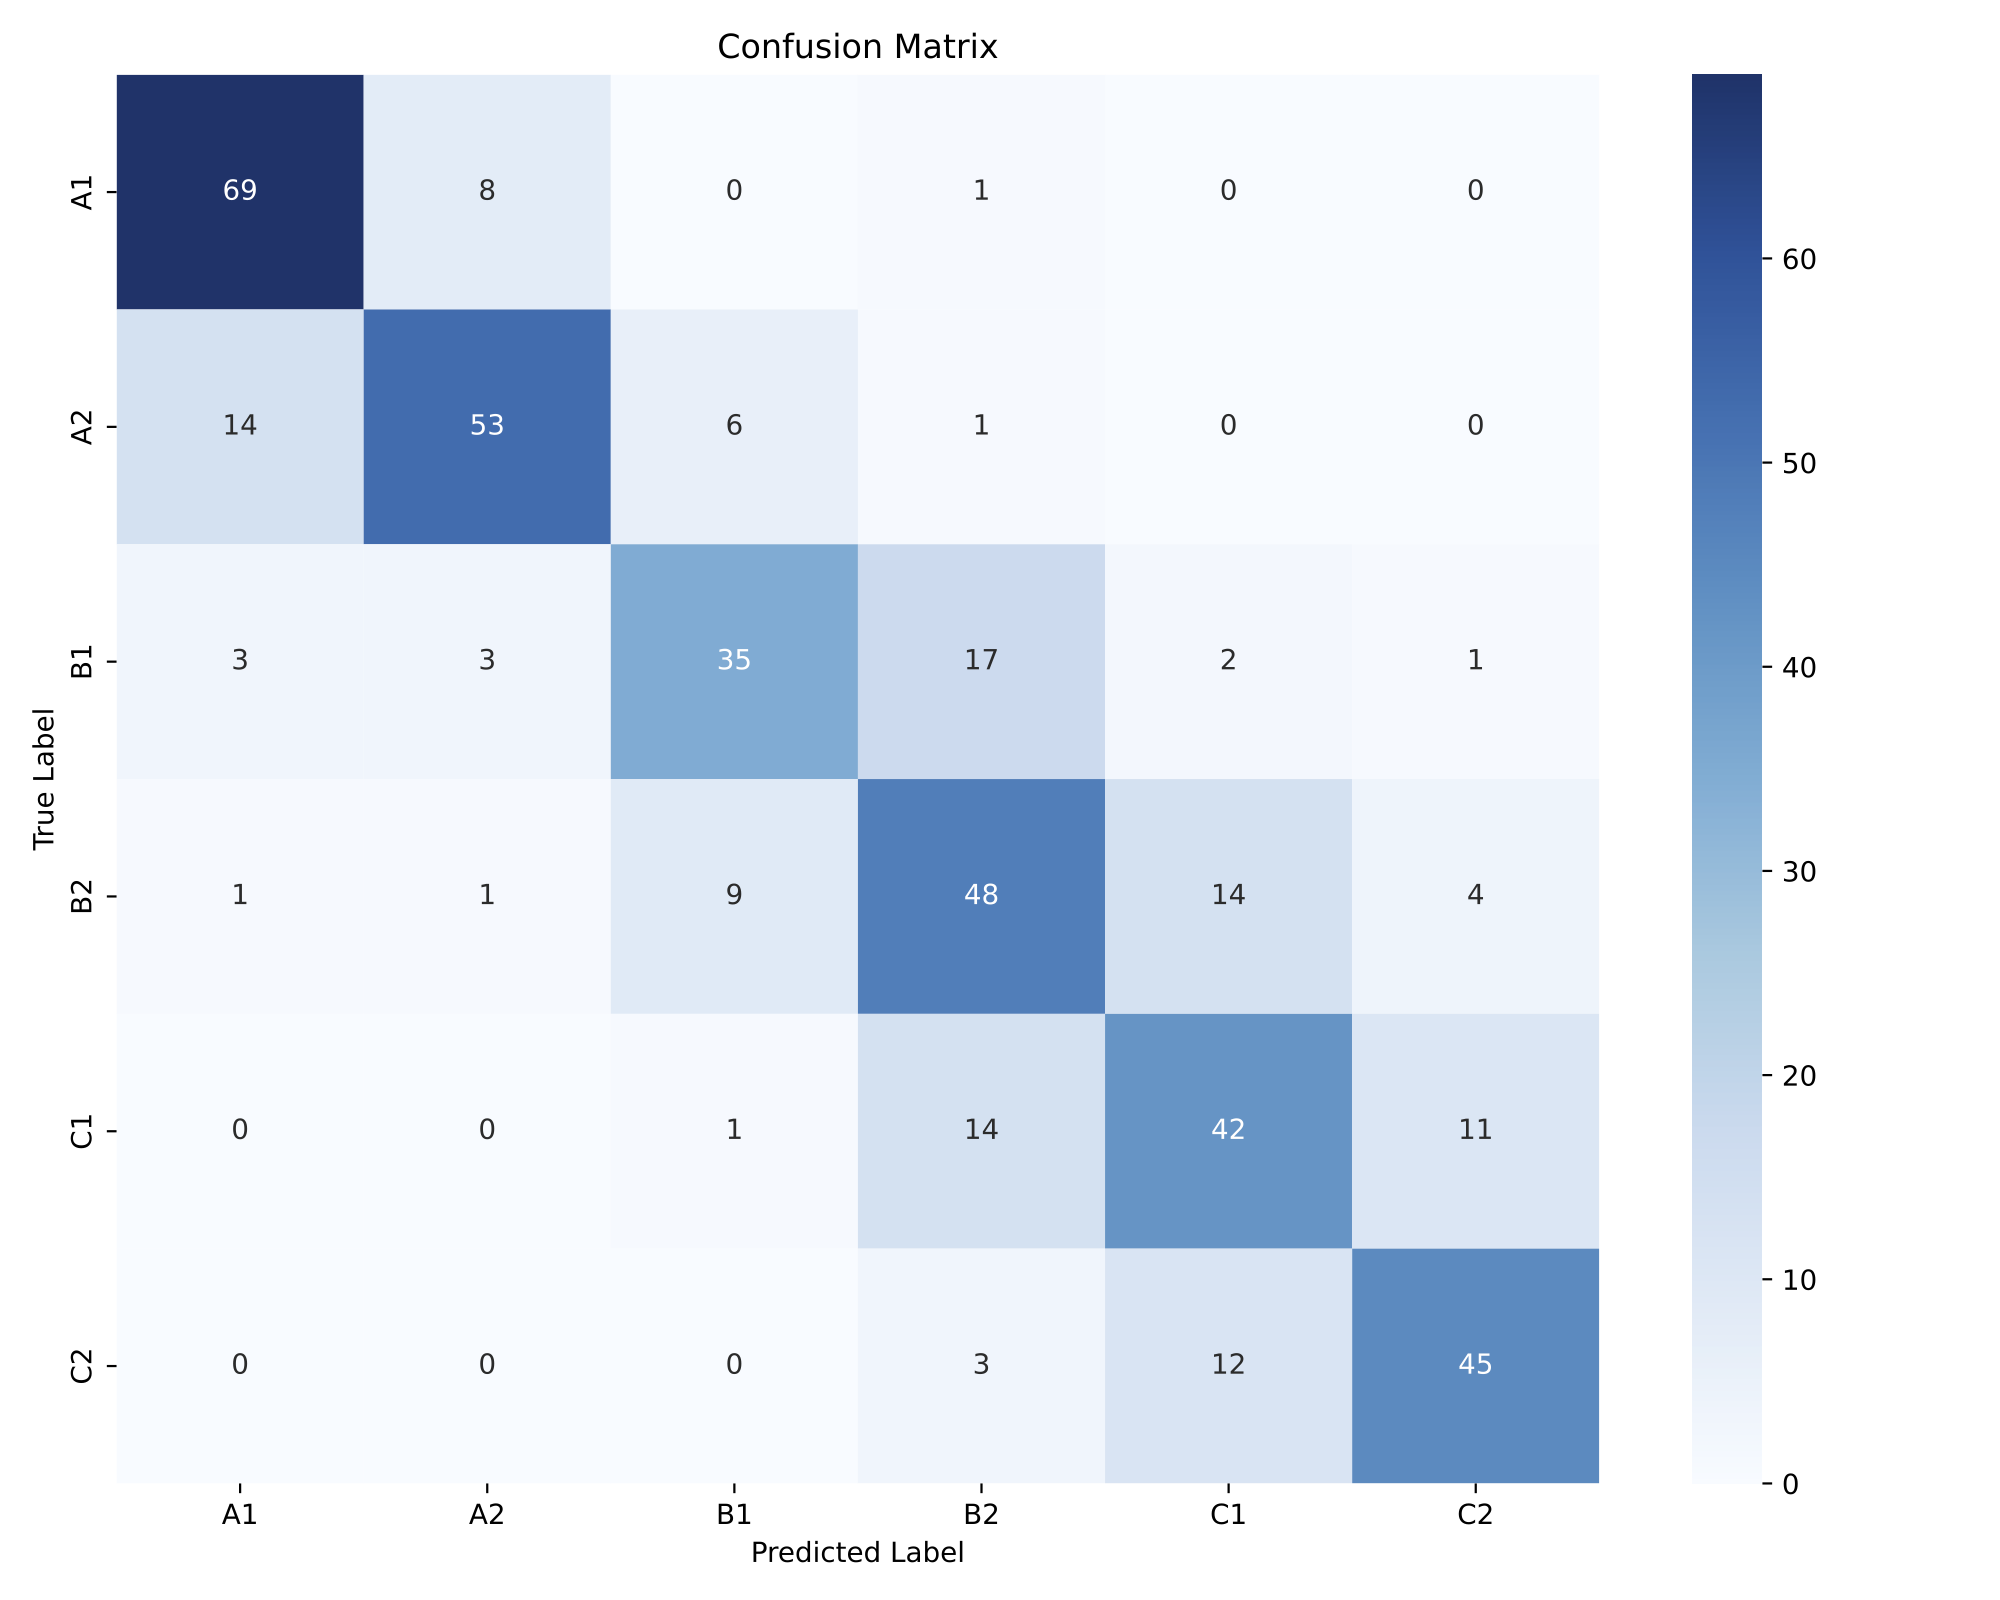 Confusion Matrix
True Label
A1 69 8 0 1 0 0
A2 14 53 6 1 0 0
B1 3 3 35 17 2 1
B2 1 1 9 48 14 4
C1 0 0 1 14 42 11
C2 0 0 0 3 12 45
A1 A2 B1 B2 C1 C2
Predicted Label
60
50
40
30
20
10
0